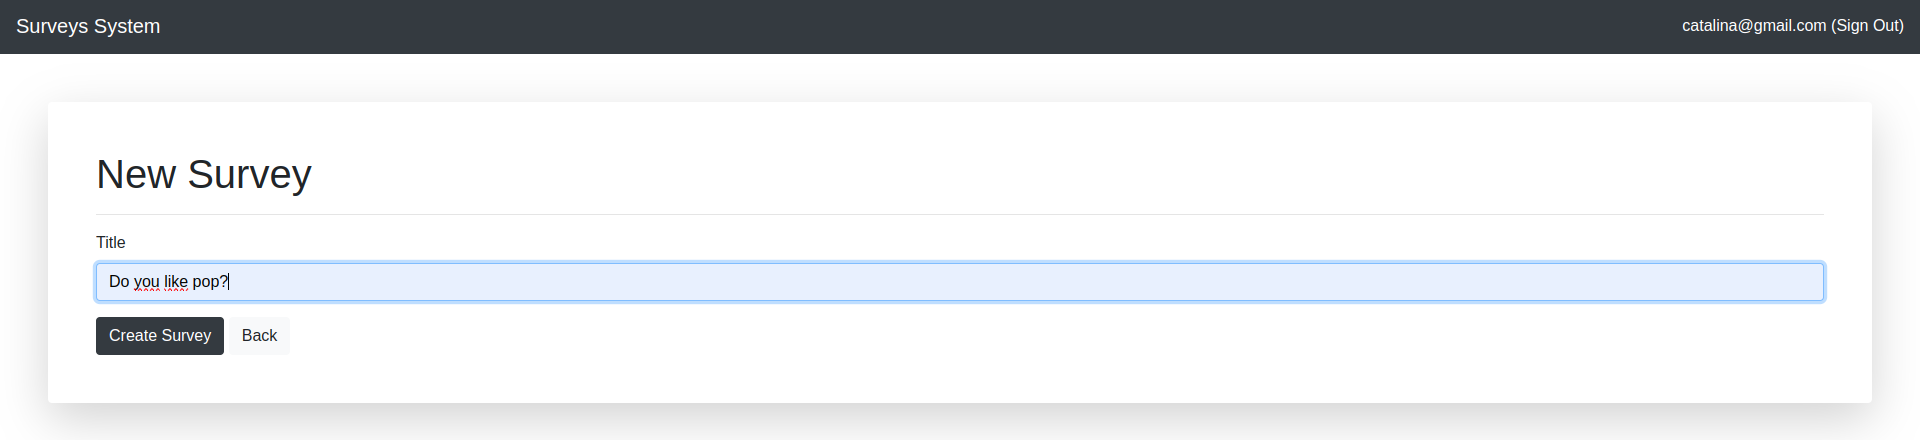 Surveys System
catalina@gmail.com (Sign Out)
New Survey
Title
Do you like pop?
Create Survey Back